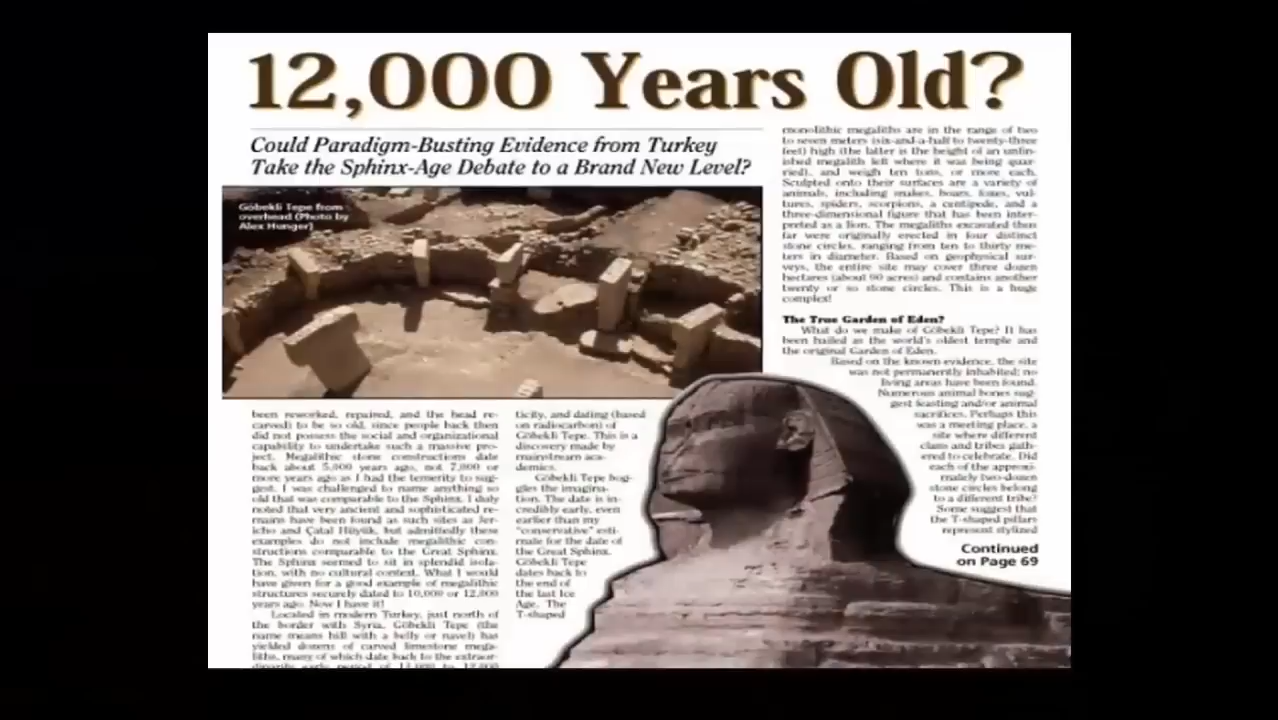 12,000 Years Old?
Could Paradigm-Busting Evidence from Turkey
Take the Sphinx-Age Debate to a Brand New Level?
Göbekli Tepe from
overhead (Photo by
Alex Hunger)
been reworked, repaired, and the head re-
carved) to be so old, since people back then
did not possess the social and organizational
capability to undertake such a massive pro-
ject. Megalithic stone constructions date
back about 5,000 years ago, not 7,000 or
more years ago as I had the temerity to sug-
gest. I was challenged to name anything so
old that was comparable to the Sphinx. I duly
noted that very ancient and sophisticated re-
mains have been found as such sites as Jer-
icho and Çatal Hüyük, but admittedly these
examples do not include megalithic con-
structions comparable to the Great Sphinx.
The Sphinx seemed to sit in splendid isola-
tion, with no cultural context. What I would
have given for a good example of megalithic
structures securely dated to 10,000 or 12,000
years ago. Now I have it!
Located in modern Turkey, just north of
the border with Syria, Göbekli Tepe (the
name means hill with a belly or navel) has
yielded dozens of carved limestone mega-
liths, many of which date back to the extraor-
dinarily early period of 11,000 to 12,000
ticity, and dating (based
on radiocarbon) of
Göbekli Tepe. This is a
discovery made by
mainstream aca-
demics.
Göbekli Tepe bog-
gles the imagina-
tion. The date is in-
credibly early, even
earlier than my
"conservative" esti-
mate for the date of
the Great Sphinx.
Göbekli Tepe
dates back to
the end of
the last Ice
Age. The
T-shaped
monolithic megaliths are in the range of two
to seven meters (six-and-a-half to twenty-three
feet) high (the latter is the height of an unfin-
ished megalith left where it was being quar-
ried), and weigh ten tons, or more each.
Sculpted onto their surfaces are a variety of
animals, including snakes, boars, foxes, vul-
tures, spiders, scorpions, a centipede, and a
three-dimensional figure that has been inter-
preted as a lion. The megaliths excavated thus
far were originally erected in four distinct
stone circles, ranging from ten to thirty me-
ters in diameter. Based on geophysical sur-
veys, the entire site may cover three dozen
hectares (about 90 acres) and contains another
twenty or so stone circles. This is a huge
complex!
The True Garden of Eden?
What do we make of Göbekli Tepe? It has
been hailed as the world's oldest temple and
the original Garden of Eden.
Based on the known evidence, the site
was not permanently inhabited; no
living areas have been found.
Numerous animal bones sug-
gest feasting and/or animal
sacrifices. Perhaps this
was a meeting place, a
site where different
clans and tribes gath-
ered to celebrate. Did
each of the approxi-
mately two-dozen
stone circles belong
to a different tribe?
Some suggest that
the T-shaped pillars
represent stylized
Continued
on Page 69